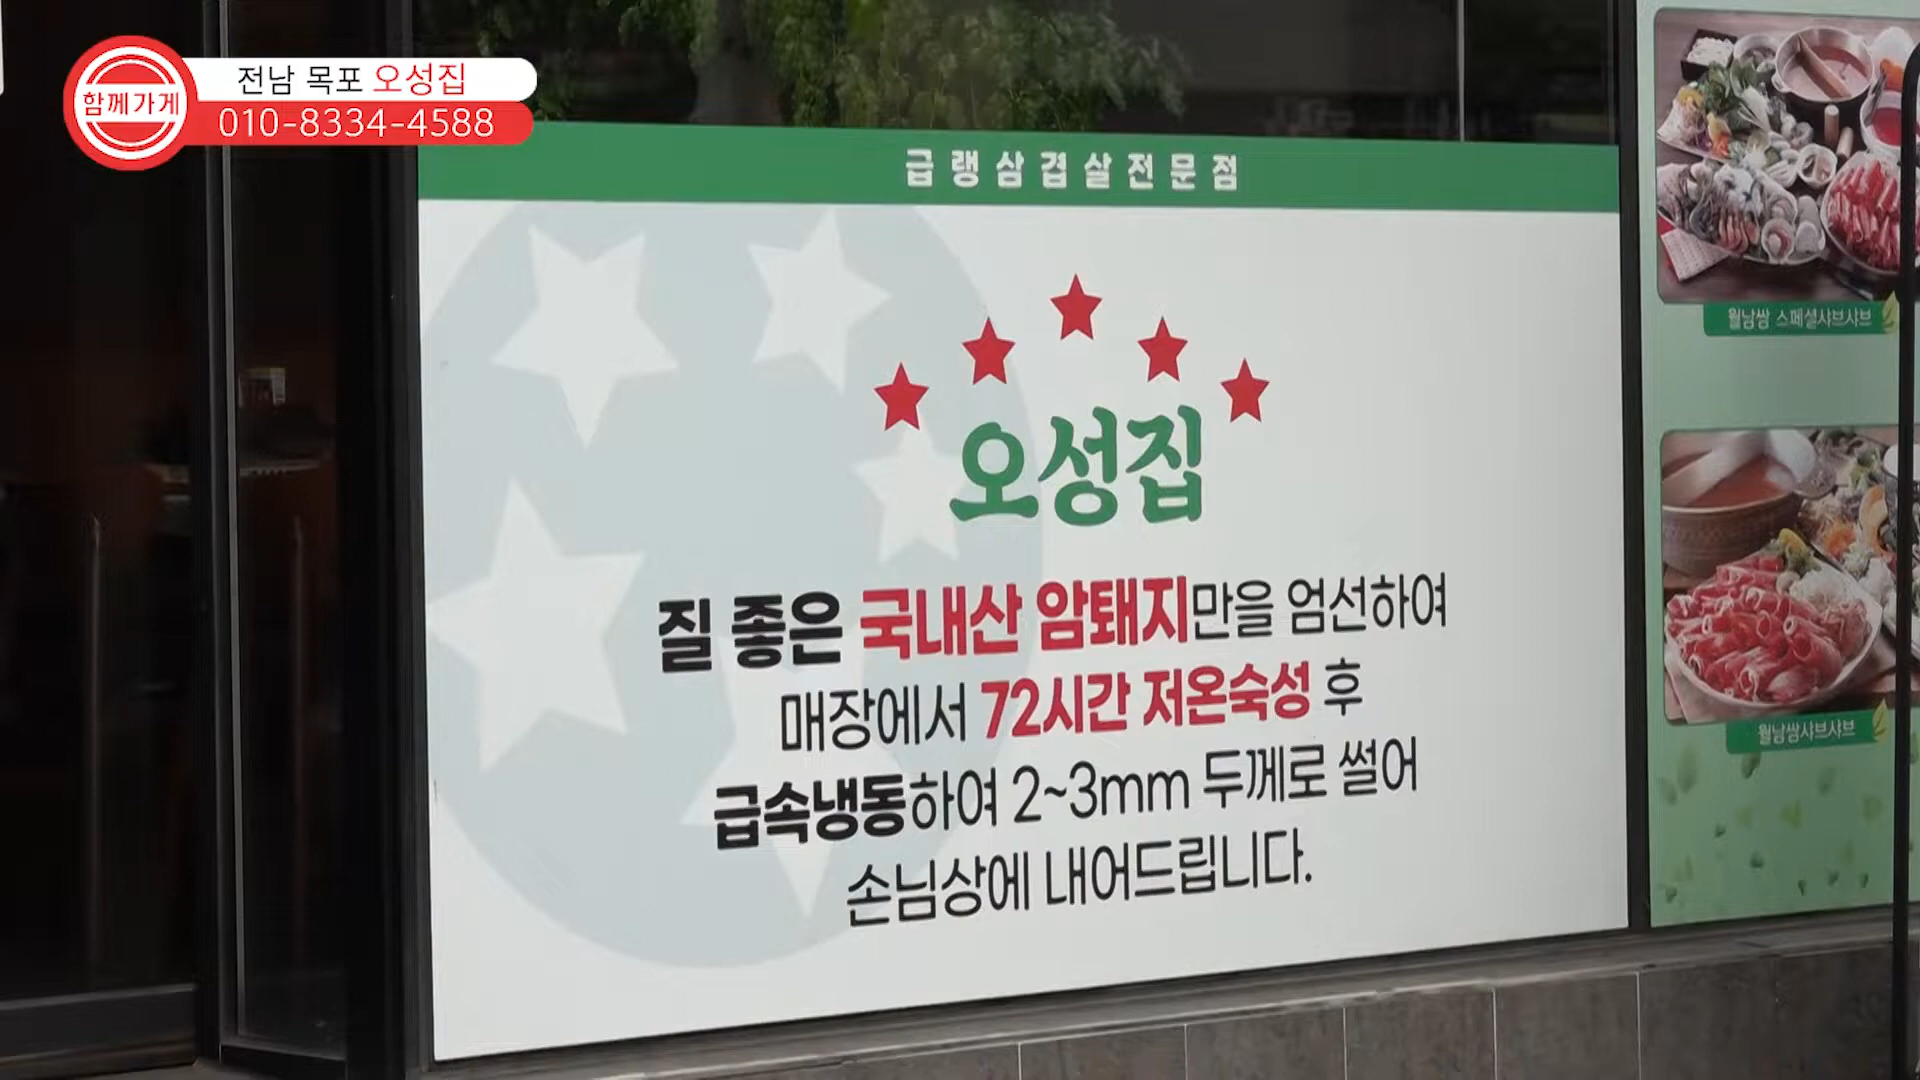 함께가게
전남 목포 오성집
010-8334-4588
급랭삼겹살전문점
오성집
질 좋은 국내산 암퇘지만을 엄선하여
매장에서 72시간 저온숙성 후
급속냉동하여 2~3mm 두께로 썰어
손님상에 내어드립니다.
월남쌈 스페셜샤브샤브
월남쌈샤브샤브